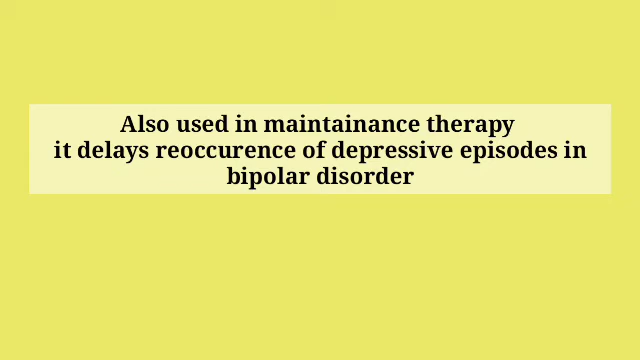 Also used in maintainance therapy
it delays reoccurence of depressive episodes in
bipolar disorder